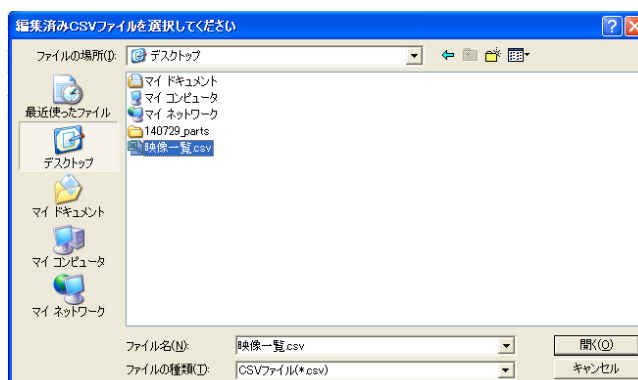 編集済みCSVファイルを選択してください
ファイルの場所(I):
デスクトップ
最近使ったファイル
デスクトップ
マイ ドキュメント
マイ コンピュータ
マイ ネットワーク
マイ ドキュメント
マイ コンピュータ
マイ ネットワーク
140729_parts
映像一覧.csv
ファイル名(N):
映像一覧.csv
開く(O)
ファイルの種類(T):
CSVファイル(*.csv)
キャンセル